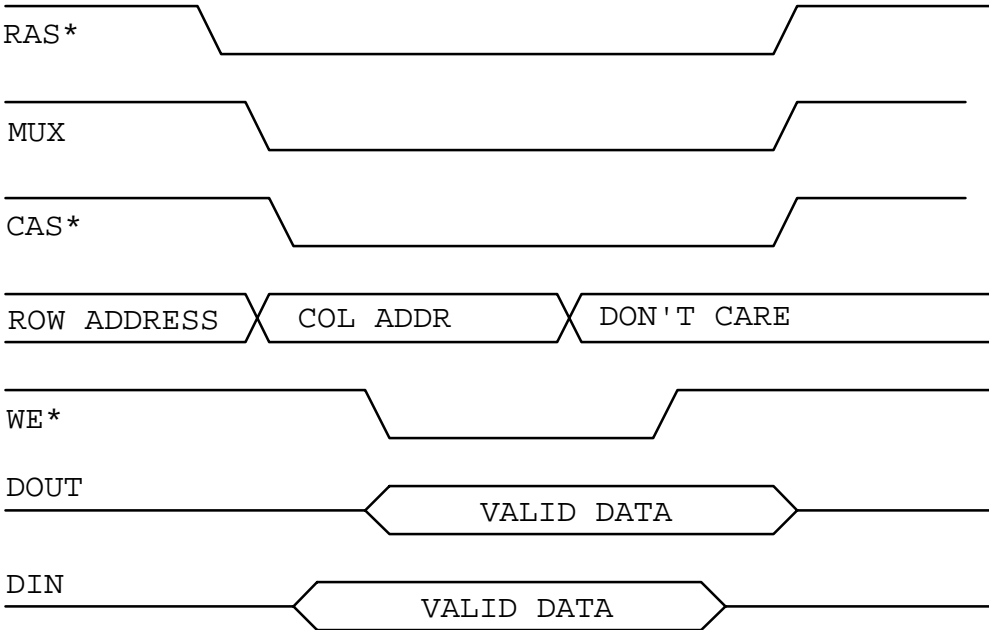 RAS*
MUX
CAS*
ROW ADDRESS COL ADDR DON'T CARE
WE*
DOUT
VALID DATA
DIN
VALID DATA